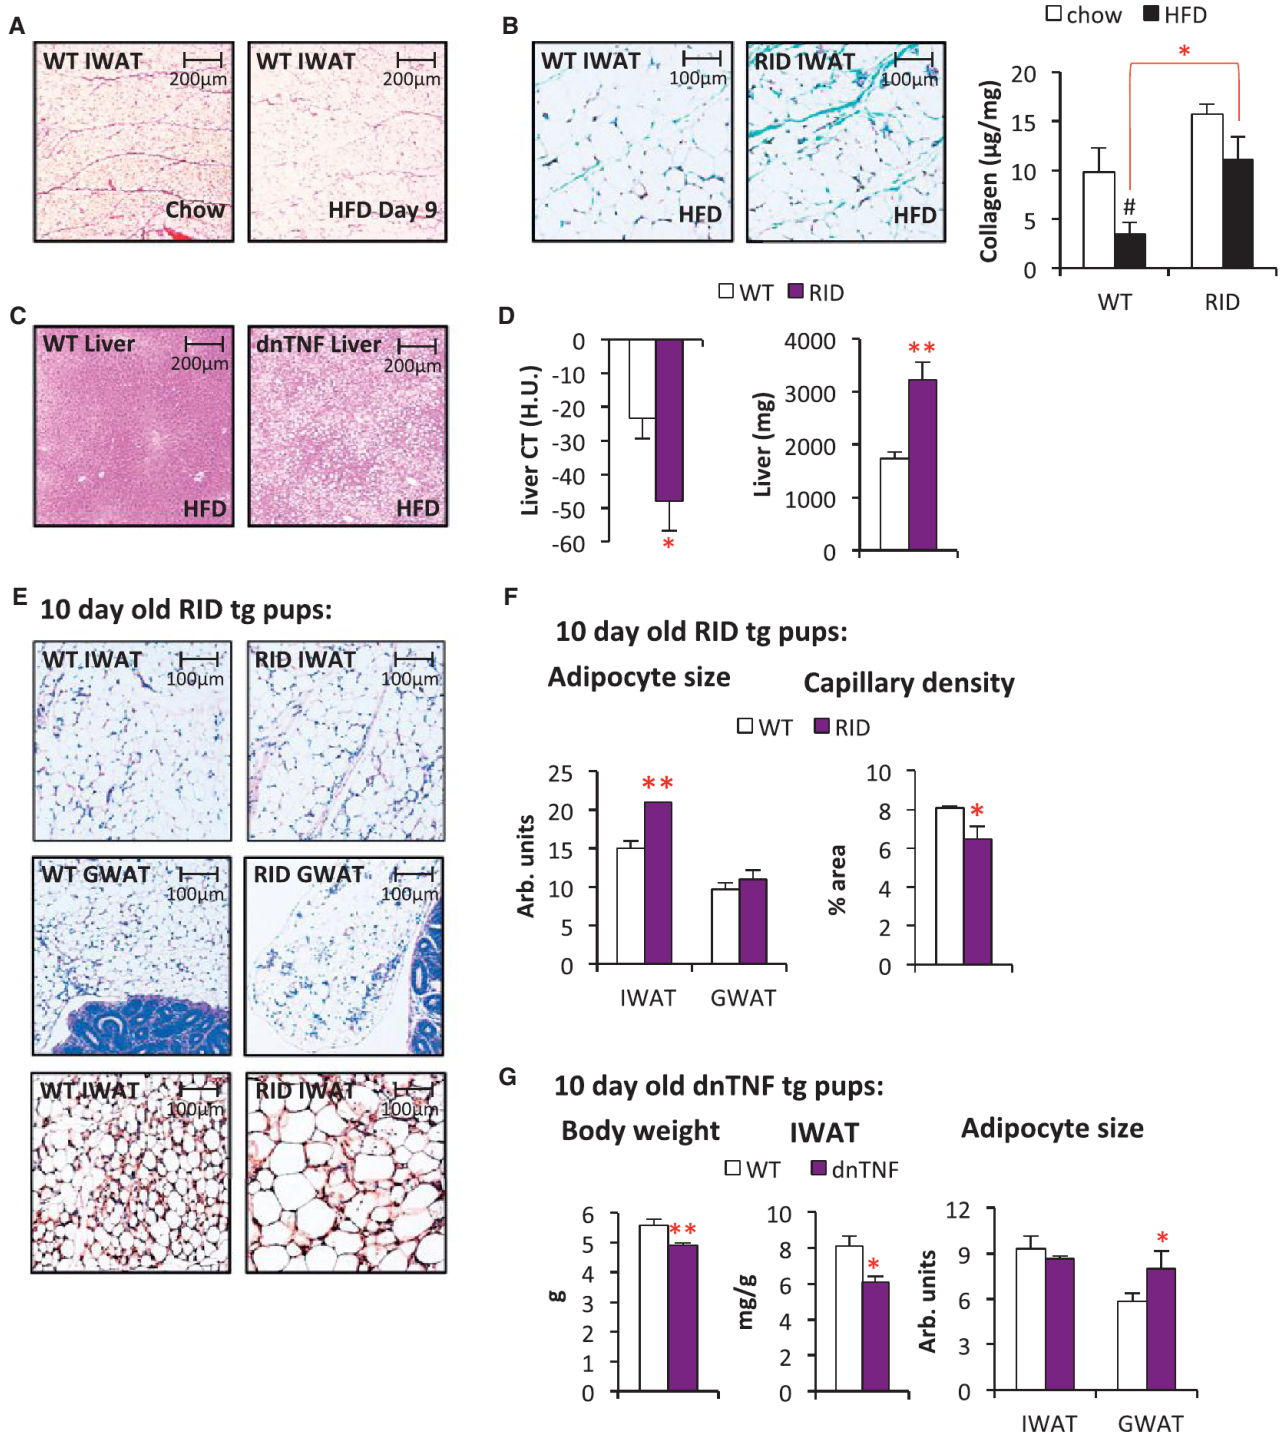 A
WT IWAT
200μm
Chow
WT IWAT
200μm
HFD Day 9
B
WT IWAT
100μm
HFD
RID IWAT
100μm
HFD
chow HFD
*
Collagen (μg/mg)
20
15
10
5
0
#
WT RID
C
WT Liver
200μm
HFD
dnTNF Liver
200μm
HFD
D
WT RID
Liver CT (H.U.)
0
-10
-20
-30
-40
-50
-60
*
Liver (mg)
4000
3000
2000
1000
0
**
E
10 day old RID tg pups:
WT IWAT
100μm
RID IWAT
100μm
WT GWAT
100μm
RID GWAT
100μm
WT IWAT
100μm
RID IWAT
100μm
F
10 day old RID tg pups:
Adipocyte size
Capillary density
WT RID
Arb. units
25
20
15
10
5
0
**
IWAT GWAT
% area
10
8
6
4
2
0
*
G
10 day old dnTNF tg pups:
Body weight
IWAT
Adipocyte size
WT dnTNF
g
6
5
4
3
2
1
0
**
mg/g
10
8
6
4
2
0
*
Arb. units
12
9
6
3
0
*
IWAT GWAT